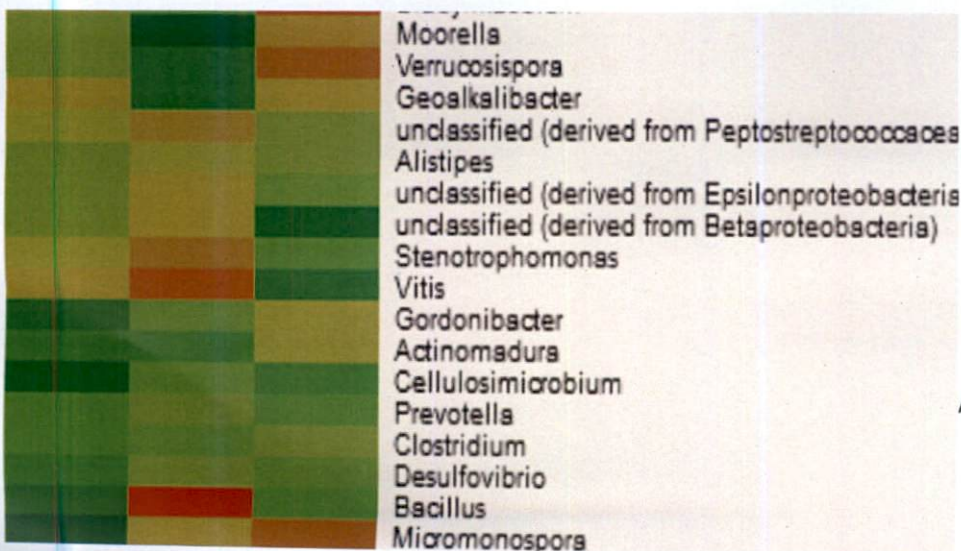 Moorella
Verrucosispora
Geoalkalibacter
unclassified (derived from Peptostreptococcaceae
Alistipes
unclassified (derived from Epsilonproteobacteria
unclassified (derived from Betaproteobacteria)
Stenotrophomonas
Vitis
Gordonibacter
Actinomadura
Cellulosimicrobium
Prevotella
Clostridium
Desulfovibrio
Bacillus
Micromonospora